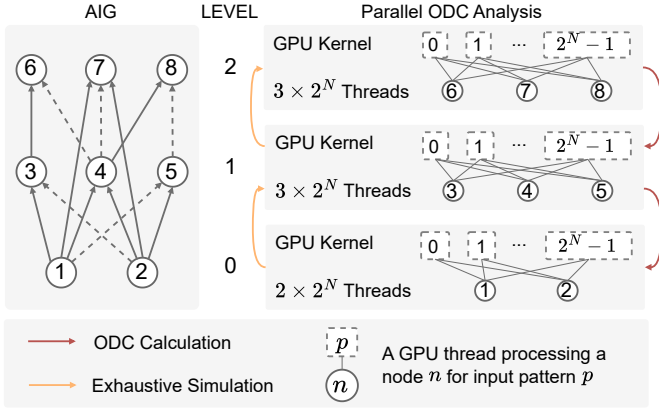 AIG LEVEL Parallel ODC Analysis
6 7 8
2
GPU Kernel 0 1 ... 2^N − 1
3 × 2^N Threads 6 7 8
3 4 5
1
GPU Kernel 0 1 ... 2^N − 1
3 × 2^N Threads 3 4 5
1 2
0
GPU Kernel 0 1 ... 2^N − 1
2 × 2^N Threads 1 2
ODC Calculation
Exhaustive Simulation
p
n
A GPU thread processing a
node n for input pattern p